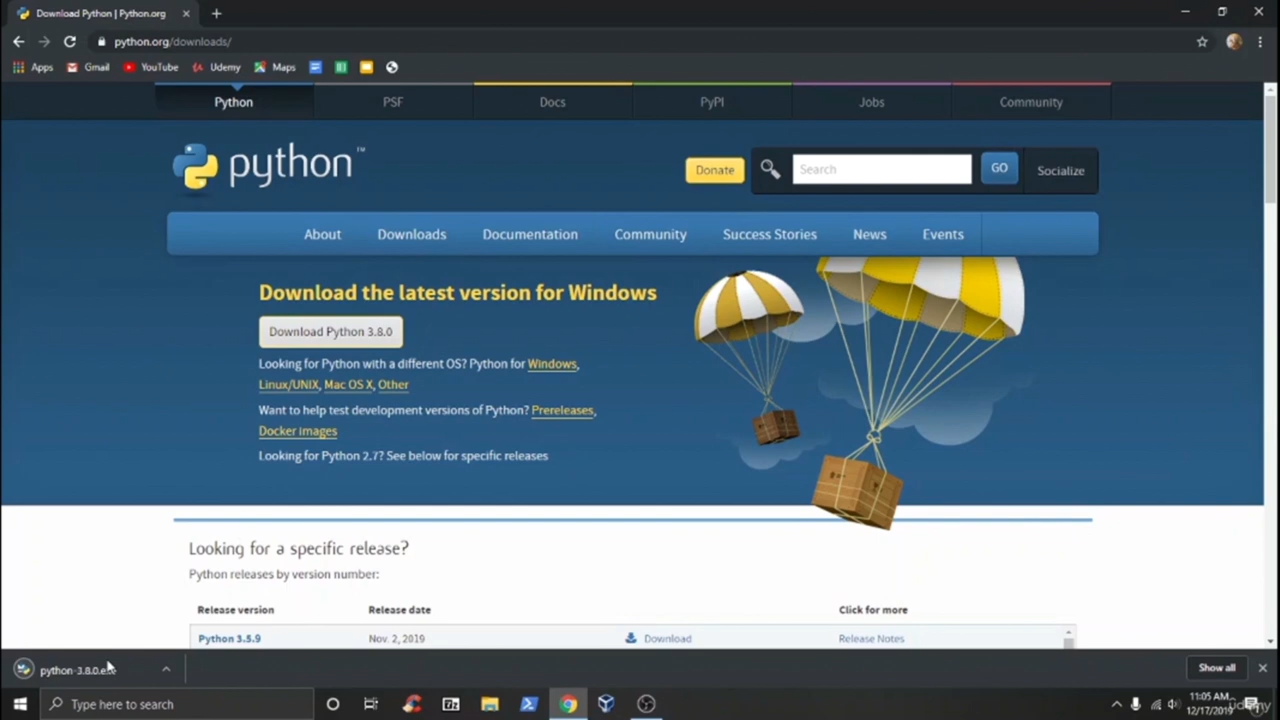 Download Python | Python.org
python.org/downloads/
Apps Gmail YouTube Udemy Maps
Python PSF Docs PyPI Jobs Community
python™
Donate Search GO Socialize
About Downloads Documentation Community Success Stories News Events
Download the latest version for Windows
Download Python 3.8.0
Looking for Python with a different OS? Python for Windows,
Linux/UNIX, Mac OS X, Other
Want to help test development versions of Python? Prereleases,
Docker images
Looking for Python 2.7? See below for specific releases
Looking for a specific release?
Python releases by version number:
Release version Release date Click for more
Python 3.5.9 Nov. 2, 2019 Download Release Notes
python-3.8.0.exe Show all
Type here to search
11:05 AM
12/17/2019